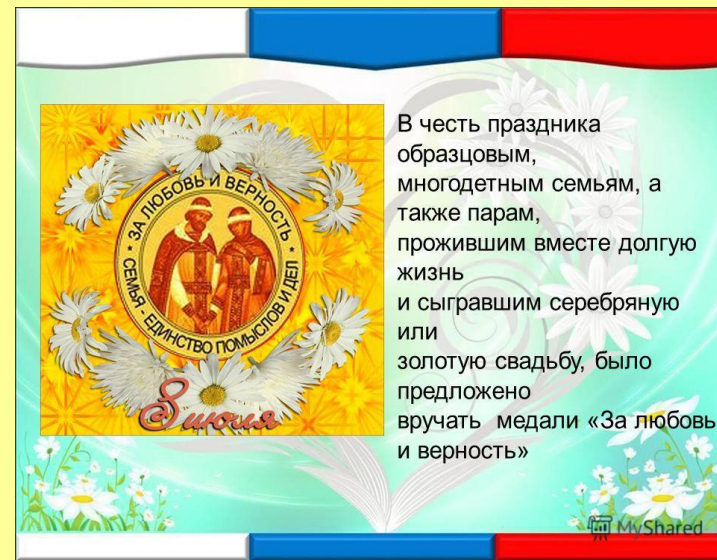 ЗА ЛЮБОВЬ И ВЕРНОСТЬ
СЕМЬЯ - ЕДИНСТВО ПОМЫСЛОВ И ДЕЛ
8 июля
В честь праздника
образцовым,
многодетным семьям, а
также парам,
прожившим вместе долгую
жизнь
и сыгравшим серебряную
или
золотую свадьбу, было
предложено
вручать медали «За любовь
и верность»
MyShared